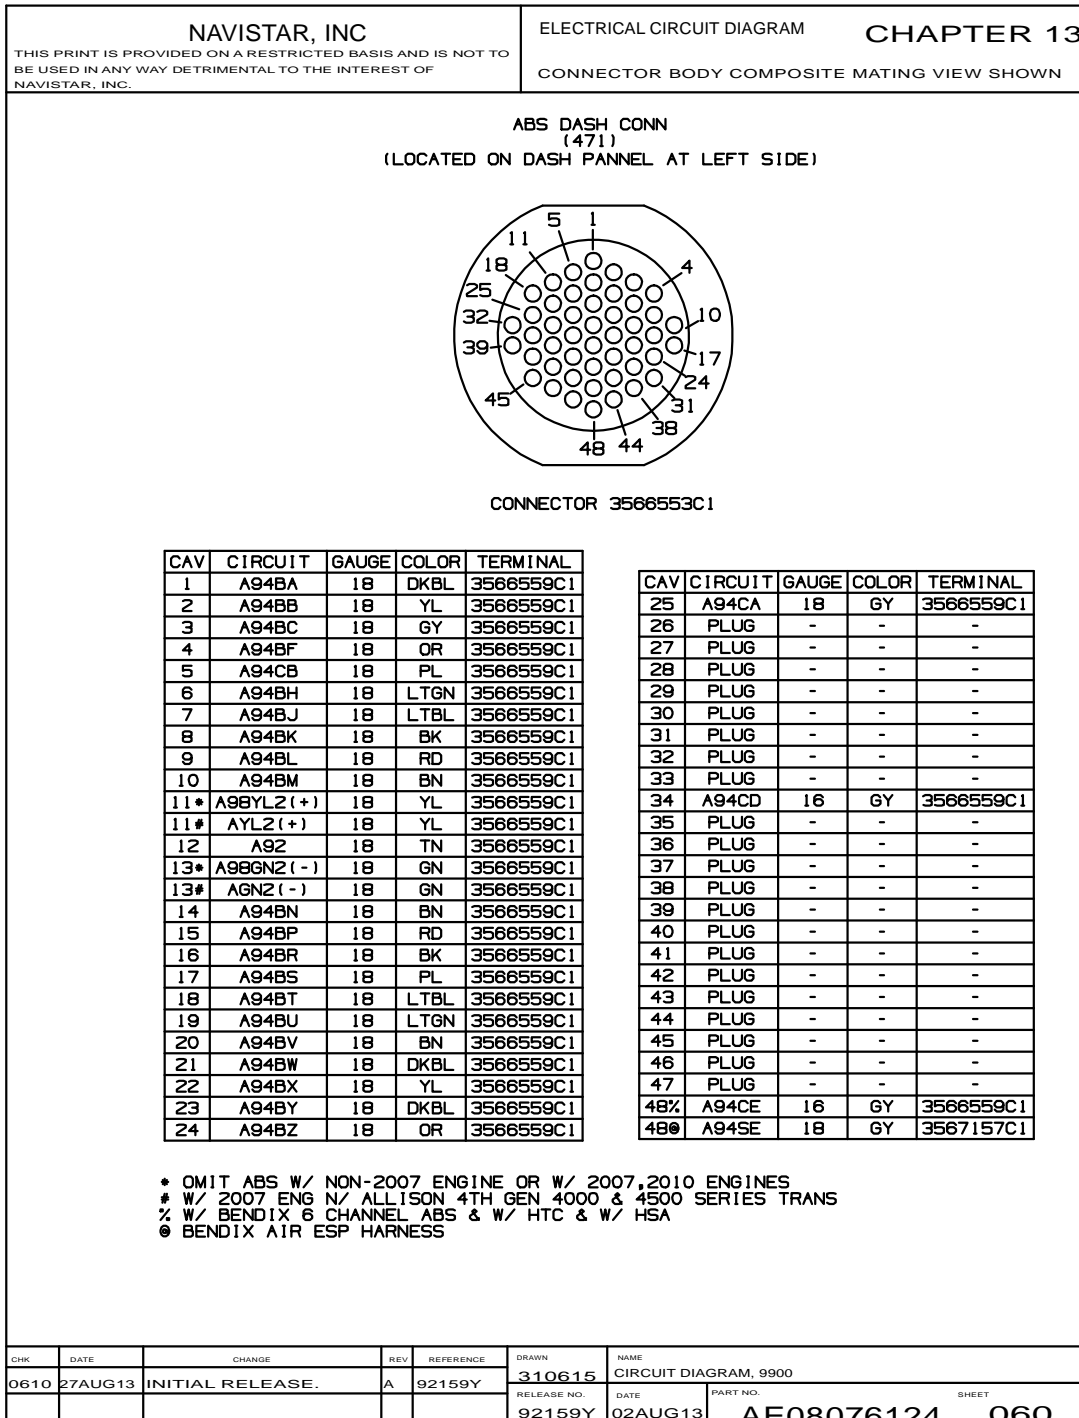 NAVISTAR, INC
THIS PRINT IS PROVIDED ON A RESTRICTED BASIS AND IS NOT TO
BE USED IN ANY WAY DETRIMENTAL TO THE INTEREST OF
NAVISTAR, INC.
ELECTRICAL CIRCUIT DIAGRAM CHAPTER 13
CONNECTOR BODY COMPOSITE MATING VIEW SHOWN
ABS DASH CONN
(471)
(LOCATED ON DASH PANNEL AT LEFT SIDE)
5 1
11
18 4
25
32 10
39 17
24
45 31
38
48 44
CONNECTOR 3566553C1
CAV CIRCUIT GAUGE COLOR TERMINAL
1 A94BA 18 DKBL 3566559C1
2 A94BB 18 YL 3566559C1
3 A94BC 18 GY 3566559C1
4 A94BF 18 OR 3566559C1
5 A94CB 18 PL 3566559C1
6 A94BH 18 LTGN 3566559C1
7 A94BJ 18 LTBL 3566559C1
8 A94BK 18 BK 3566559C1
9 A94BL 18 RD 3566559C1
10 A94BM 18 BN 3566559C1
11* A98YL2(+) 18 YL 3566559C1
11# AYL2(+) 18 YL 3566559C1
12 A92 18 TN 3566559C1
13* A98GN2(-) 18 GN 3566559C1
13# AGN2(-) 18 GN 3566559C1
14 A94BN 18 BN 3566559C1
15 A94BP 18 RD 3566559C1
16 A94BR 18 BK 3566559C1
17 A94BS 18 PL 3566559C1
18 A94BT 18 LTBL 3566559C1
19 A94BU 18 LTGN 3566559C1
20 A94BV 18 BN 3566559C1
21 A94BW 18 DKBL 3566559C1
22 A94BX 18 YL 3566559C1
23 A94BY 18 DKBL 3566559C1
24 A94BZ 18 OR 3566559C1
CAV CIRCUIT GAUGE COLOR TERMINAL
25 A94CA 18 GY 3566559C1
26 PLUG - - -
27 PLUG - - -
28 PLUG - - -
29 PLUG - - -
30 PLUG - - -
31 PLUG - - -
32 PLUG - - -
33 PLUG - - -
34 A94CD 16 GY 3566559C1
35 PLUG - - -
36 PLUG - - -
37 PLUG - - -
38 PLUG - - -
39 PLUG - - -
40 PLUG - - -
41 PLUG - - -
42 PLUG - - -
43 PLUG - - -
44 PLUG - - -
45 PLUG - - -
46 PLUG - - -
47 PLUG - - -
48% A94CE 16 GY 3566559C1
48@ A94SE 18 GY 3567157C1
* OMIT ABS W/ NON-2007 ENGINE OR W/ 2007,2010 ENGINES
# W/ 2007 ENG N/ ALLISON 4TH GEN 4000 & 4500 SERIES TRANS
% W/ BENDIX 6 CHANNEL ABS & W/ HTC & W/ HSA
@ BENDIX AIR ESP HARNESS
CHK DATE CHANGE REV REFERENCE
0610 27AUG13 INITIAL RELEASE. A 92159Y
DRAWN
310615
NAME
CIRCUIT DIAGRAM, 9900
RELEASE NO.
92159Y
DATE
02AUG13
PART NO.
AE08076124
SHEET
060